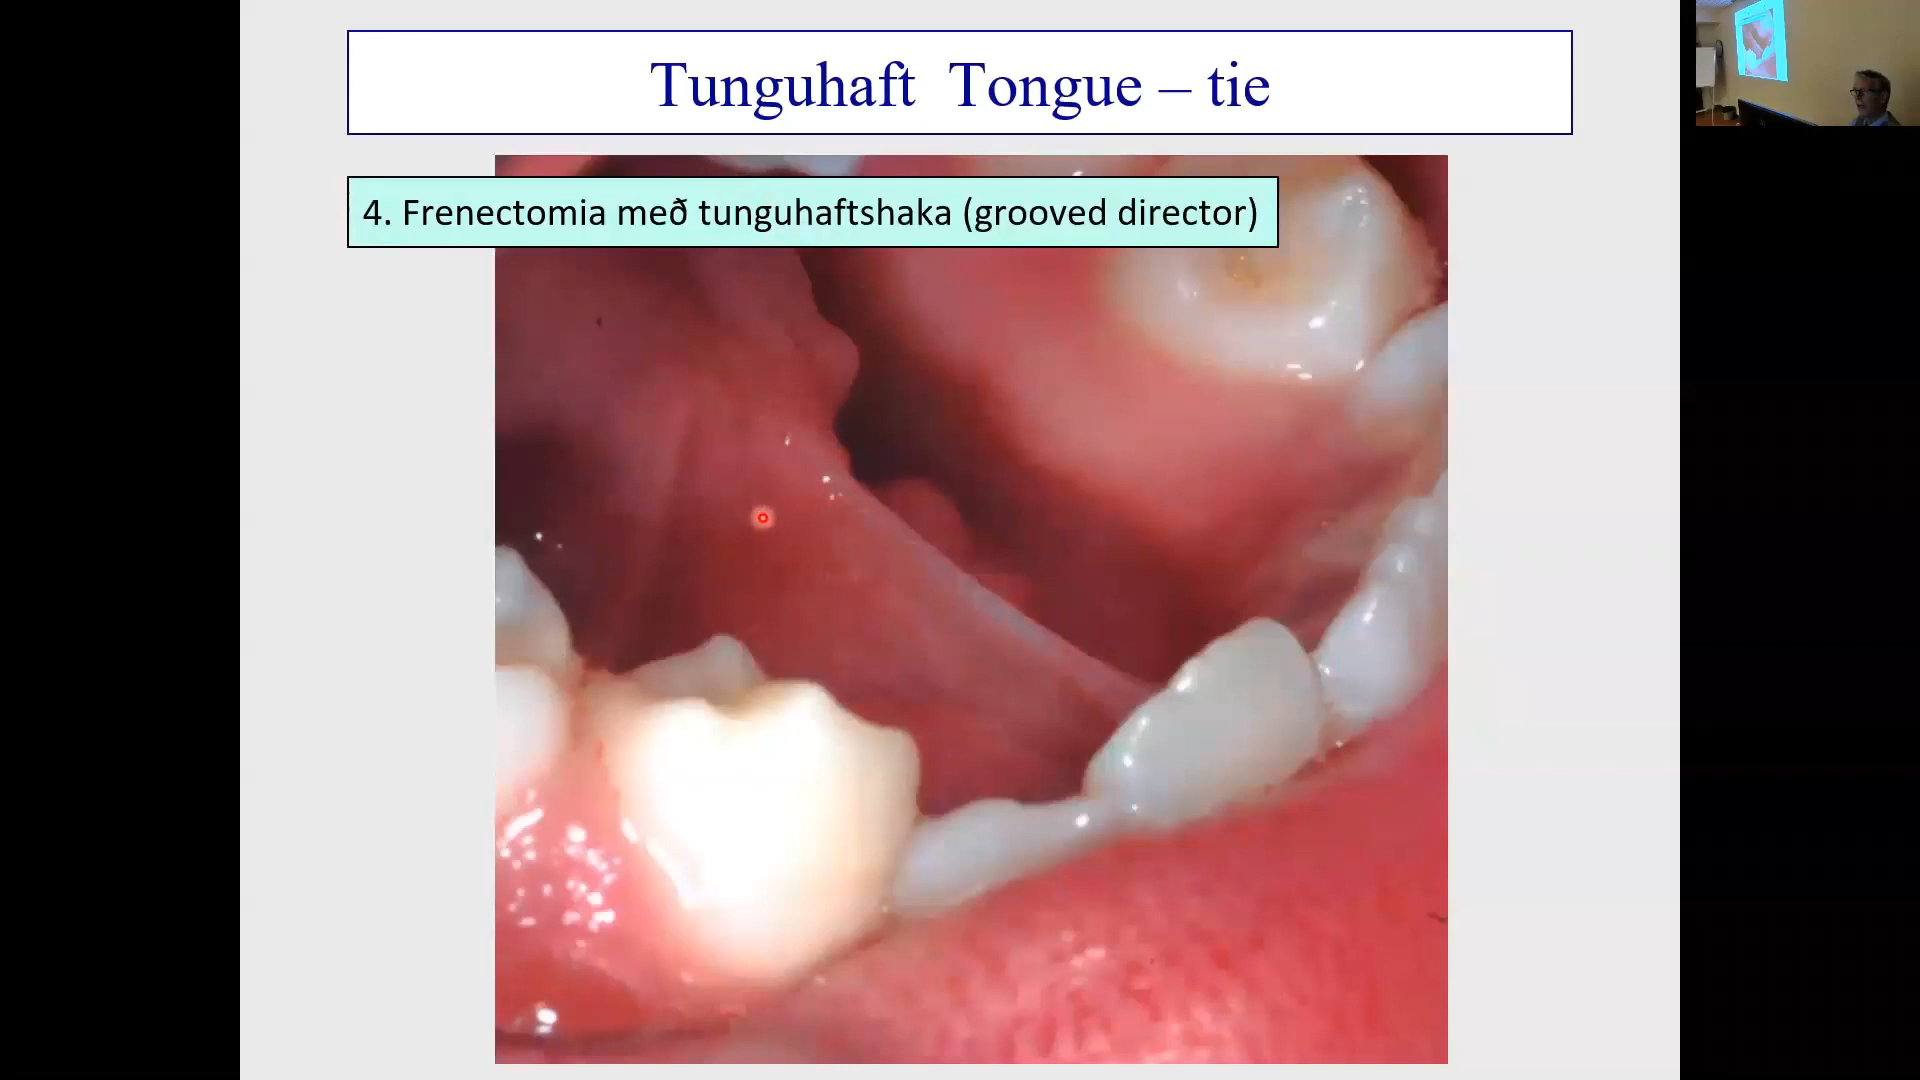 Tunguhaft Tongue – tie
4. Frenectomia með tunguhaftshaka (grooved director)